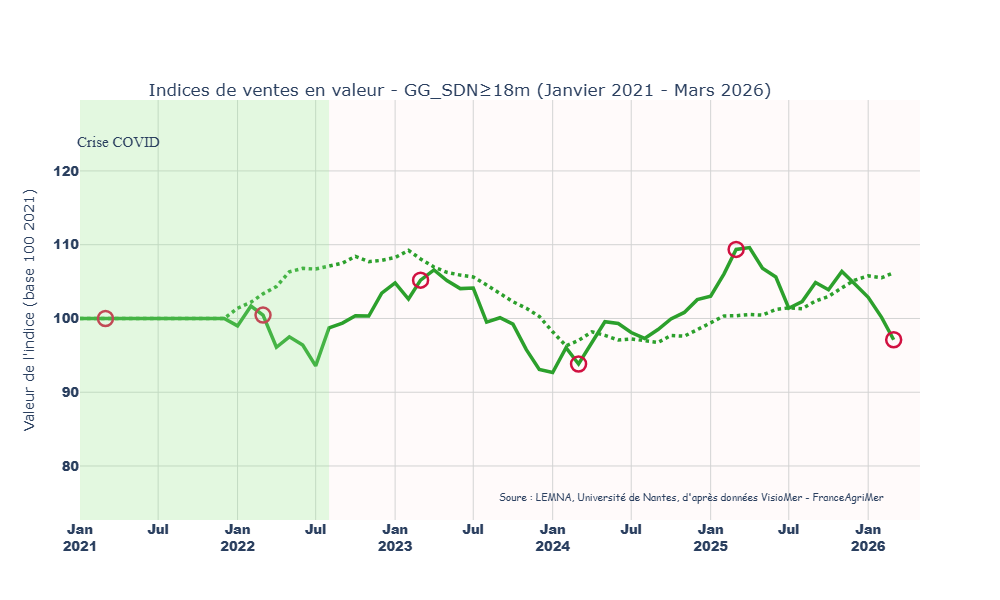 Indices de ventes en valeur - GG_SDN≥18m (Janvier 2021 - Mars 2026)
Crise COVID
Valeur de l'indice (base 100 2021)
120
110
100
90
80
Soure : LEMNA, Université de Nantes, d'après données VisioMer - FranceAgriMer
Jan Jul Jan Jul Jan Jul Jan Jul Jan Jul Jan
2021 2022 2023 2024 2025 2026